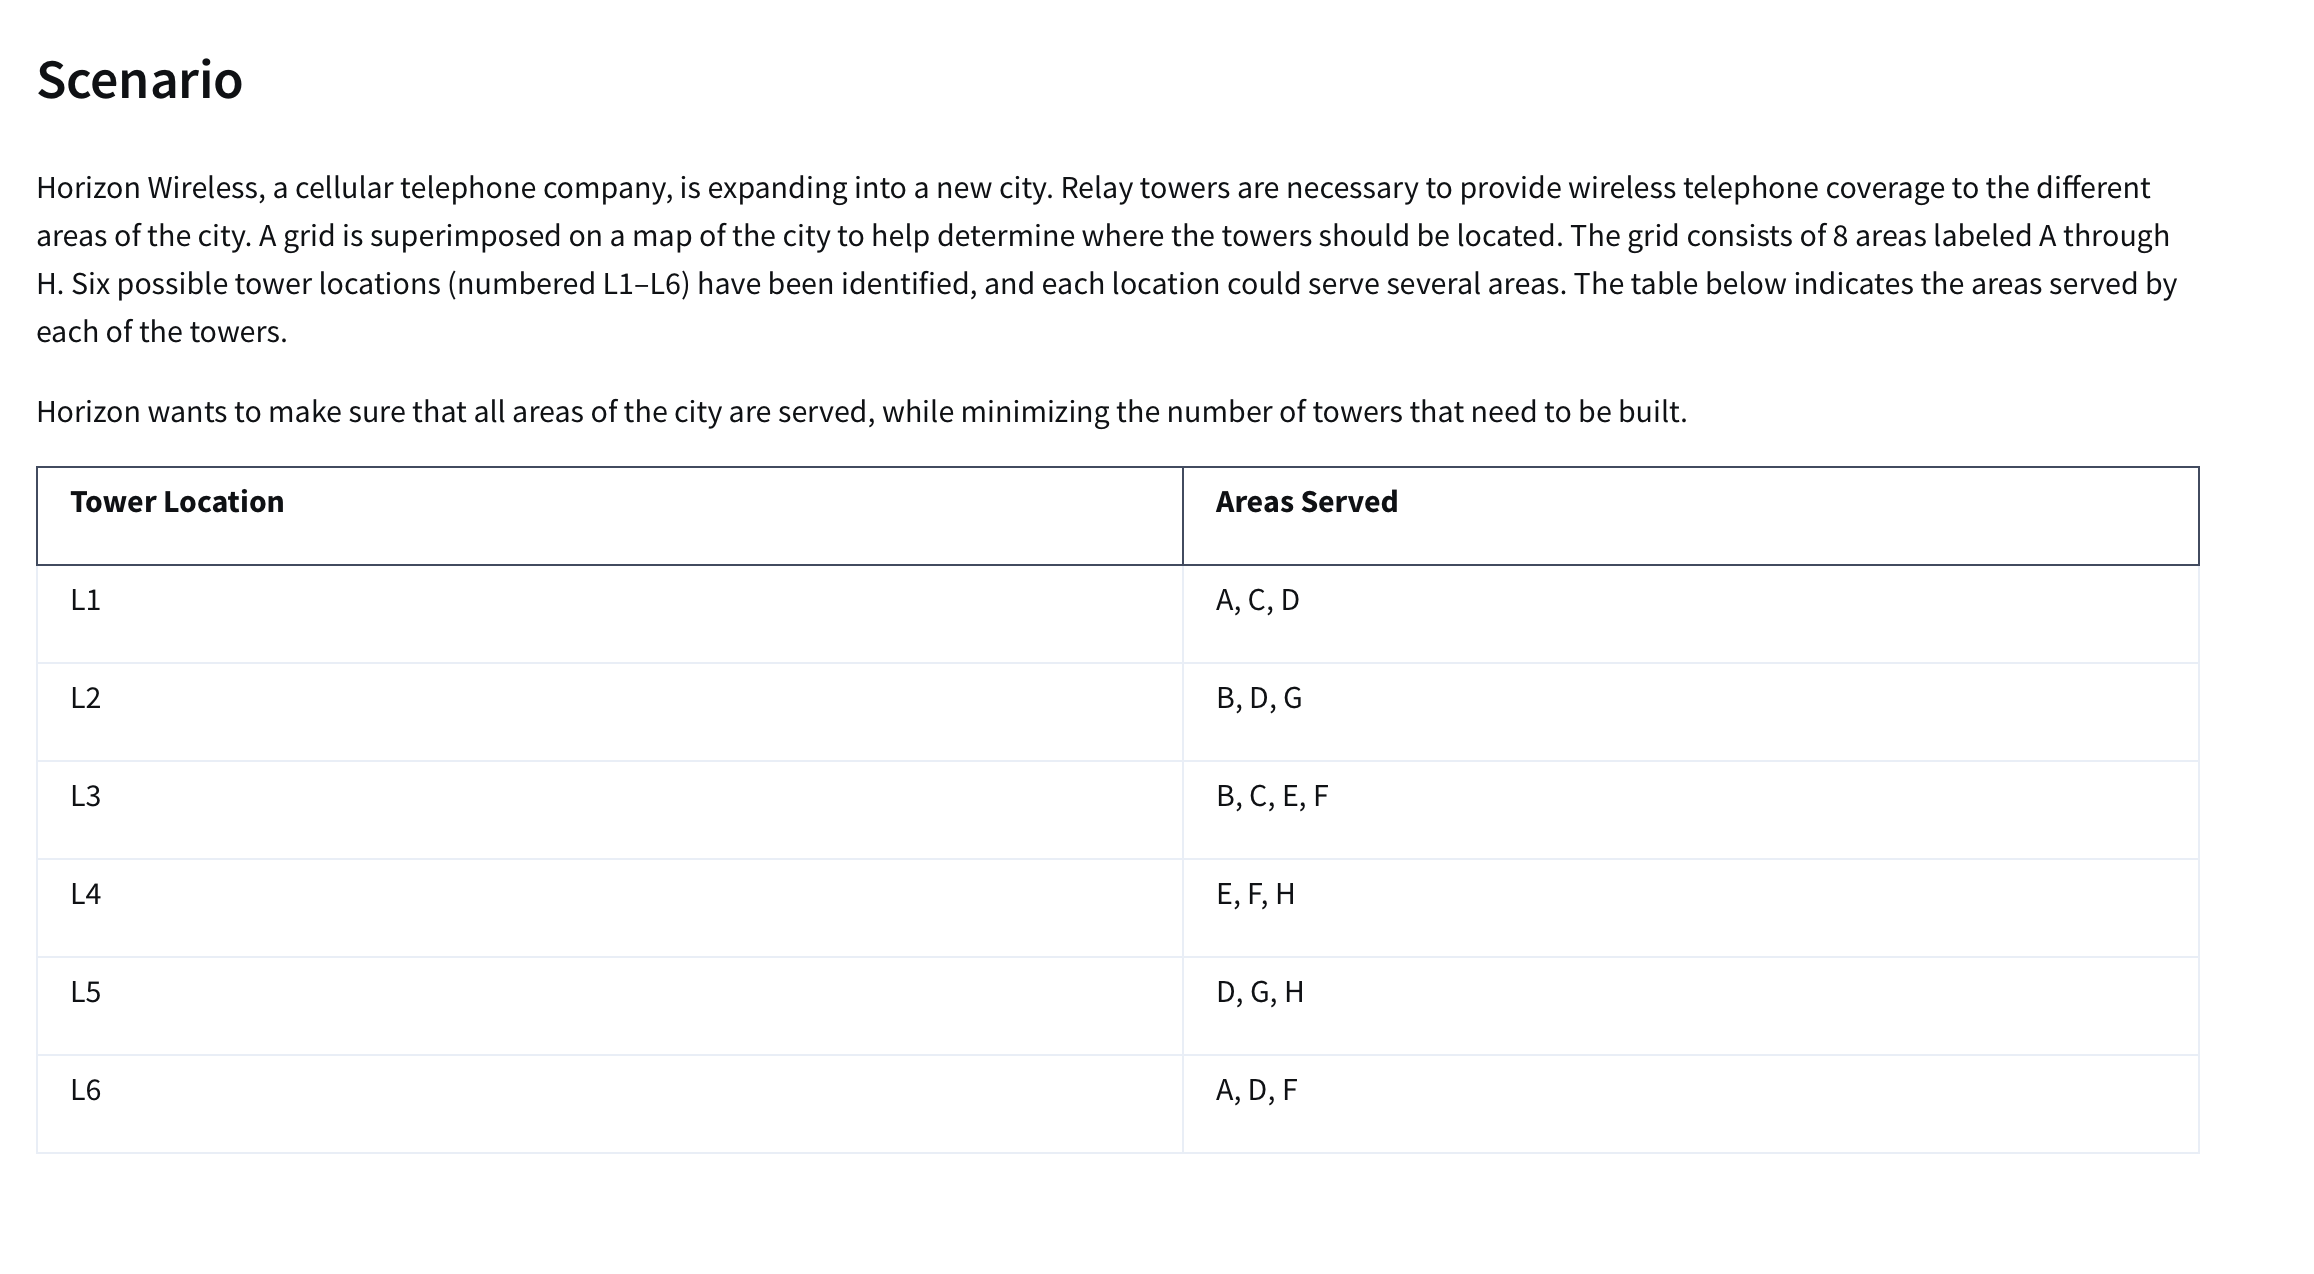 Scenario
Horizon Wireless, a cellular telephone company, is expanding into a new city. Relay towers are necessary to provide wireless telephone coverage to the different
areas of the city. A grid is superimposed on a map of the city to help determine where the towers should be located. The grid consists of 8 areas labeled A through
H. Six possible tower locations (numbered L1–L6) have been identified, and each location could serve several areas. The table below indicates the areas served by
each of the towers.
Horizon wants to make sure that all areas of the city are served, while minimizing the number of towers that need to be built.
Tower Location Areas Served
L1 A, C, D
L2 B, D, G
L3 B, C, E, F
L4 E, F, H
L5 D, G, H
L6 A, D, F